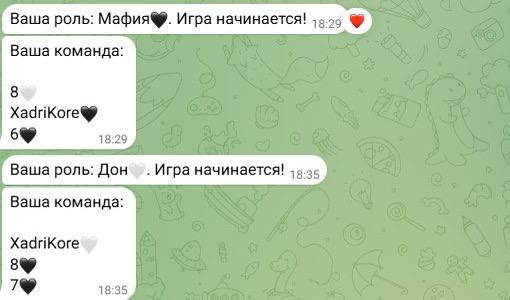 Ваша роль: Мафия🖤. Игра начинается! 18:29
Ваша команда:
8🤍
XadriKore🖤
6🖤 18:29
Ваша роль: Дон🤍. Игра начинается! 18:35
Ваша команда:
XadriKore🤍
8🖤
7🖤 18:35